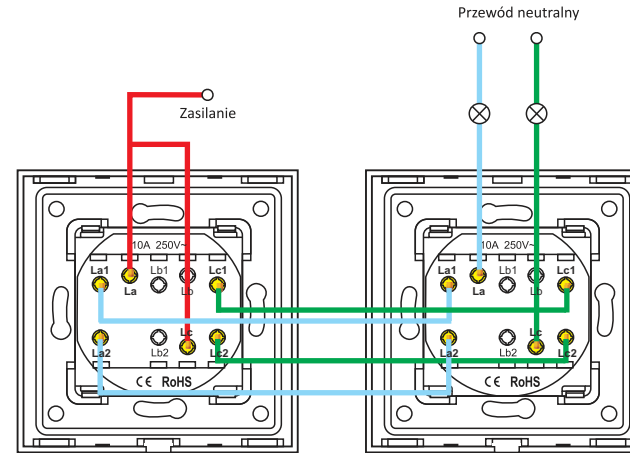 Przewód neutralny
Zasilanie
10A 250V~
La1 Lb1 Lc1
La Lb
Lc
La2 Lb2 Lc2
CE RoHS
10A 250V~
La1 Lb1 Lc1
La Lb
Lc
La2 Lb2 Lc2
CE RoHS